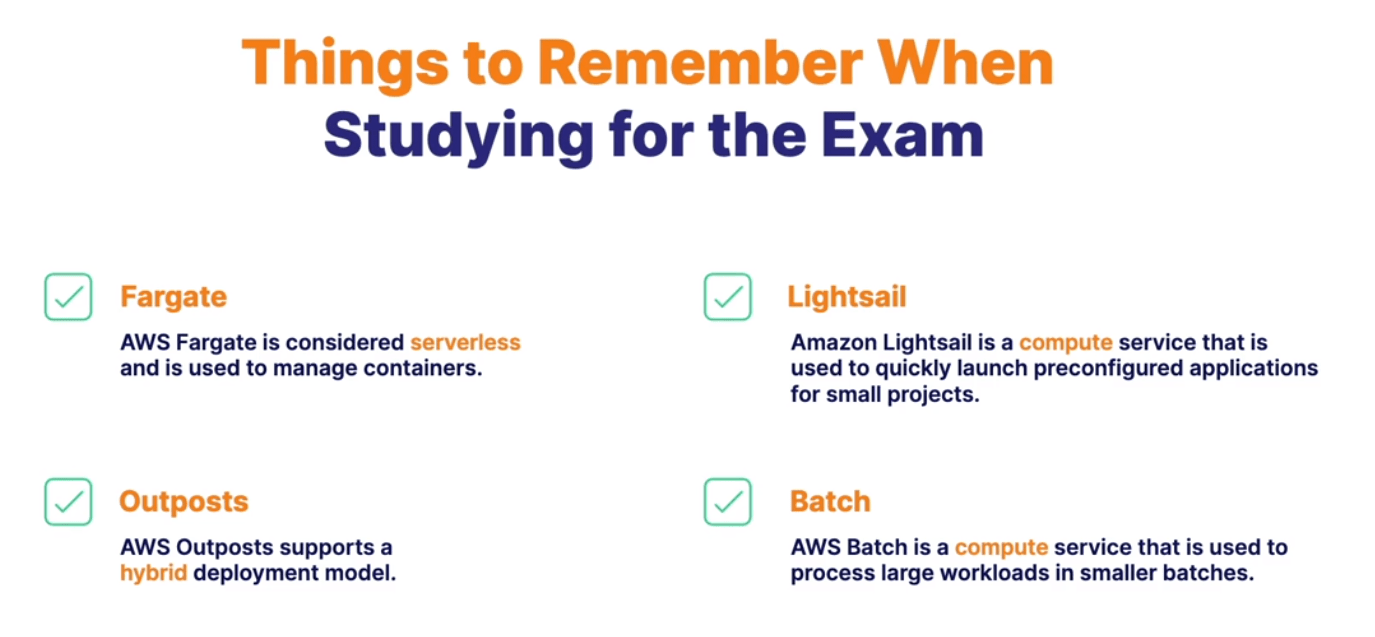 Things to Remember When
Studying for the Exam
Fargate
AWS Fargate is considered serverless
and is used to manage containers.
Lightsail
Amazon Lightsail is a compute service that is
used to quickly launch preconfigured applications
for small projects.
Outposts
AWS Outposts supports a
hybrid deployment model.
Batch
AWS Batch is a compute service that is used to
process large workloads in smaller batches.